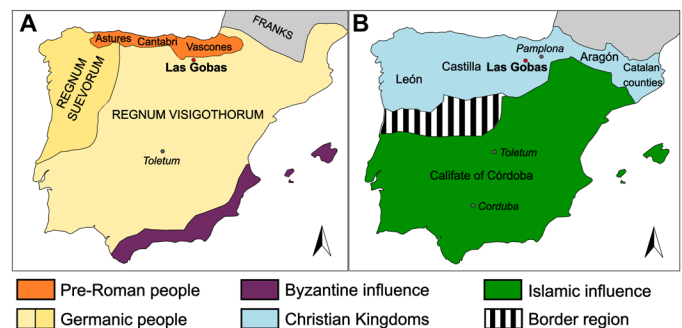 A
FRANKS
Astures
Cantabri
Vascones
Las Gobas
REGNUM
SUEVORUM
REGNUM VISIGOTHORUM
Toletum
B
Pamplona
Aragón
León
Castilla
Las Gobas
Catalan
counties
Toletum
Califate of Córdoba
Corduba
Pre-Roman people
Byzantine influence
Islamic influence
Germanic people
Christian Kingdoms
Border region